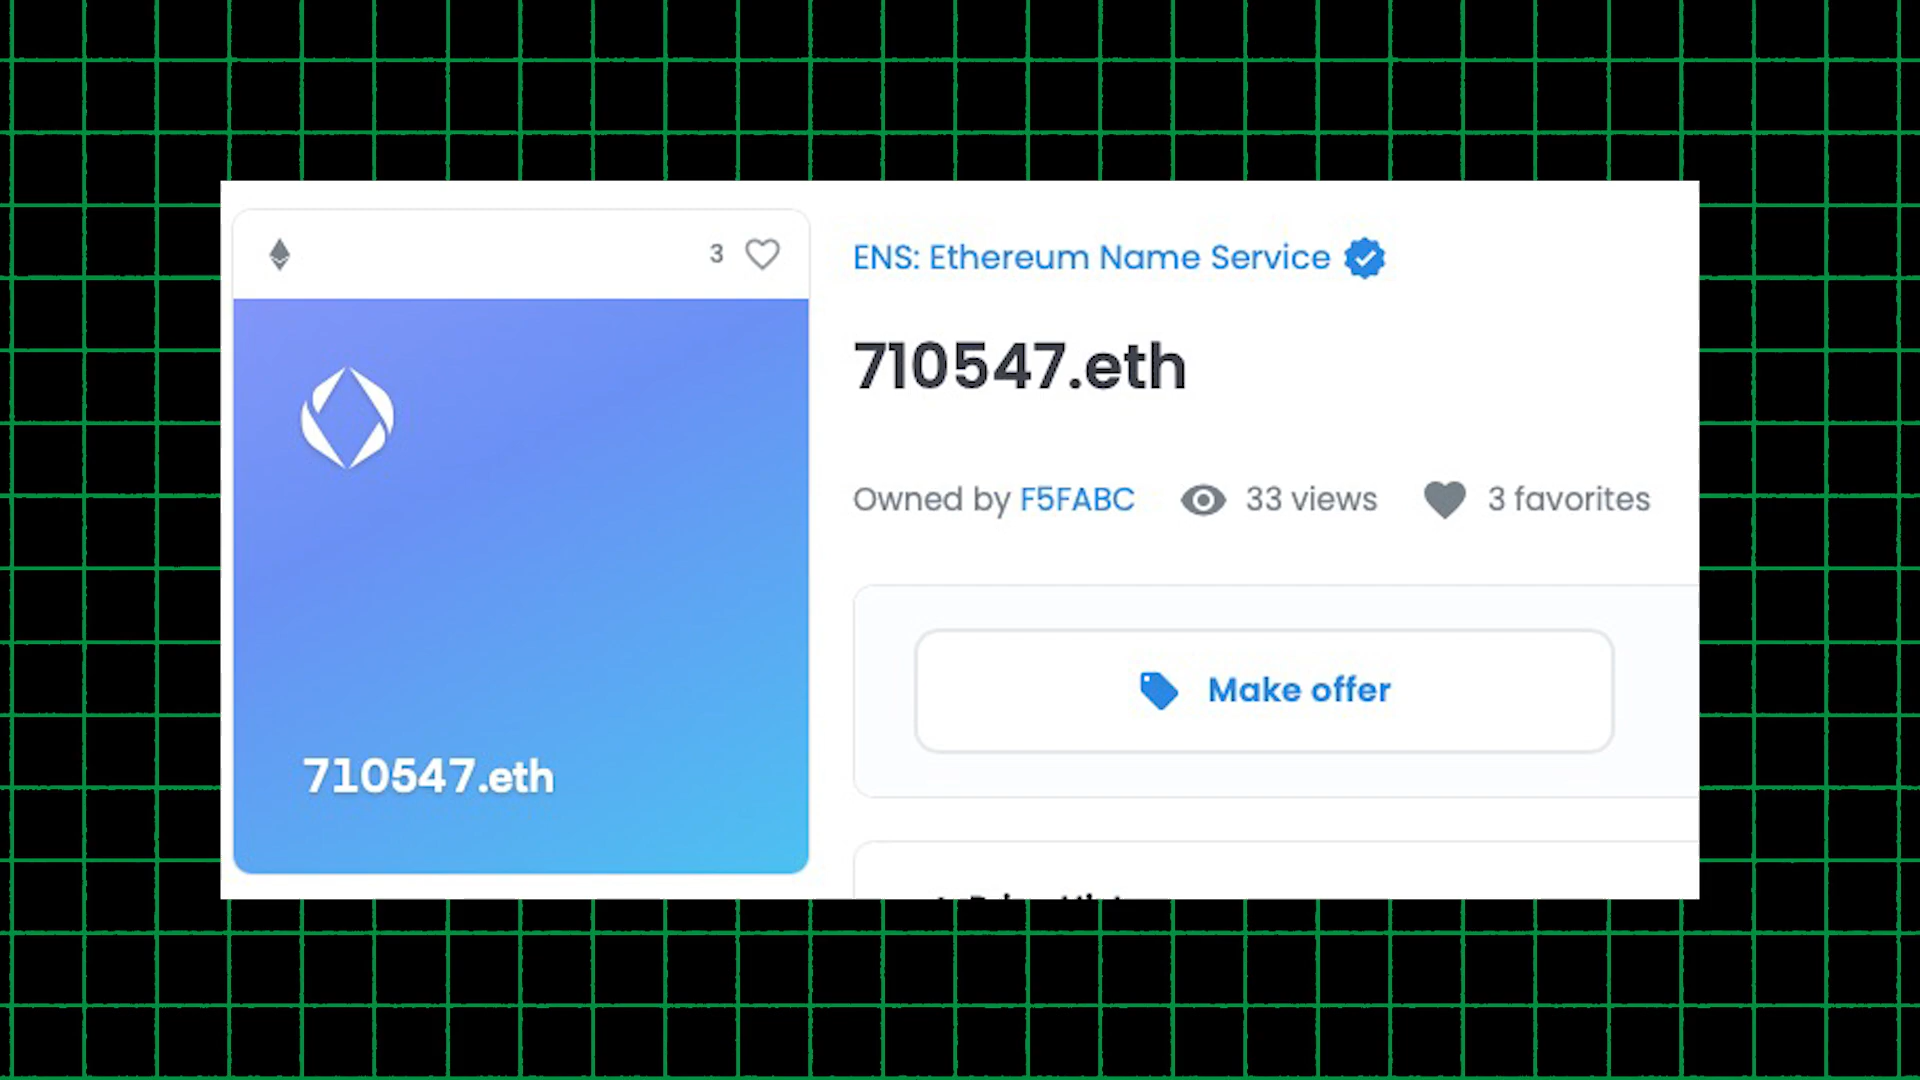 3
710547.eth
ENS: Ethereum Name Service
710547.eth
Owned by F5FABC 33 views 3 favorites
Make offer